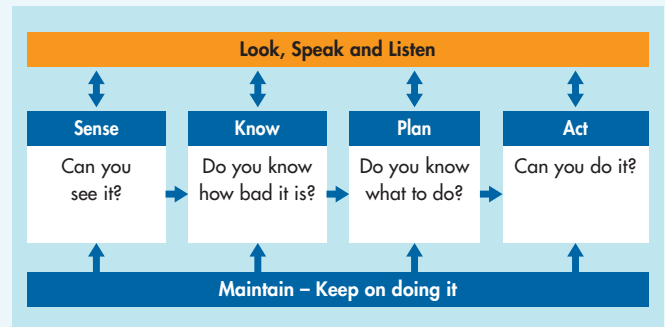 Look, Speak and Listen
Sense
Can you
see it?
Know
Do you know
how bad it is?
Plan
Do you know
what to do?
Act
Can you do it?
Maintain – Keep on doing it